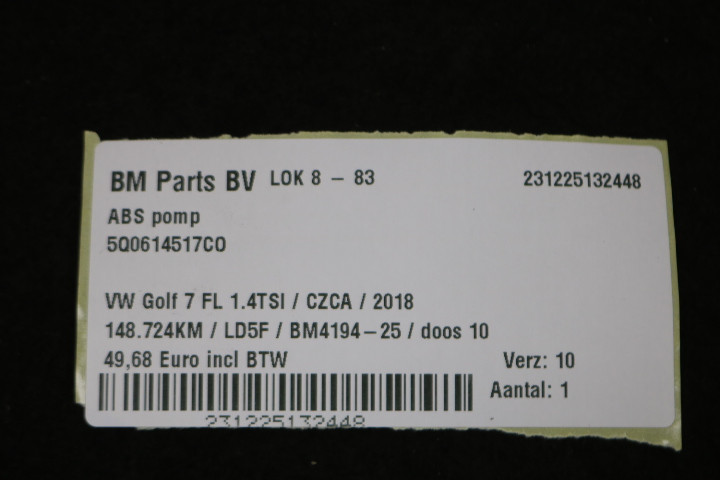 BM Parts BV LOK 8 - 83 231225132448
ABS pomp
5Q0614517CO
VW Golf 7 FL 1.4TSI / CZCA / 2018
148.724KM / LD5F / BM4194-25 / doos 10
49,68 Euro incl BTW Verz: 10
Aantal: 1
231225132448